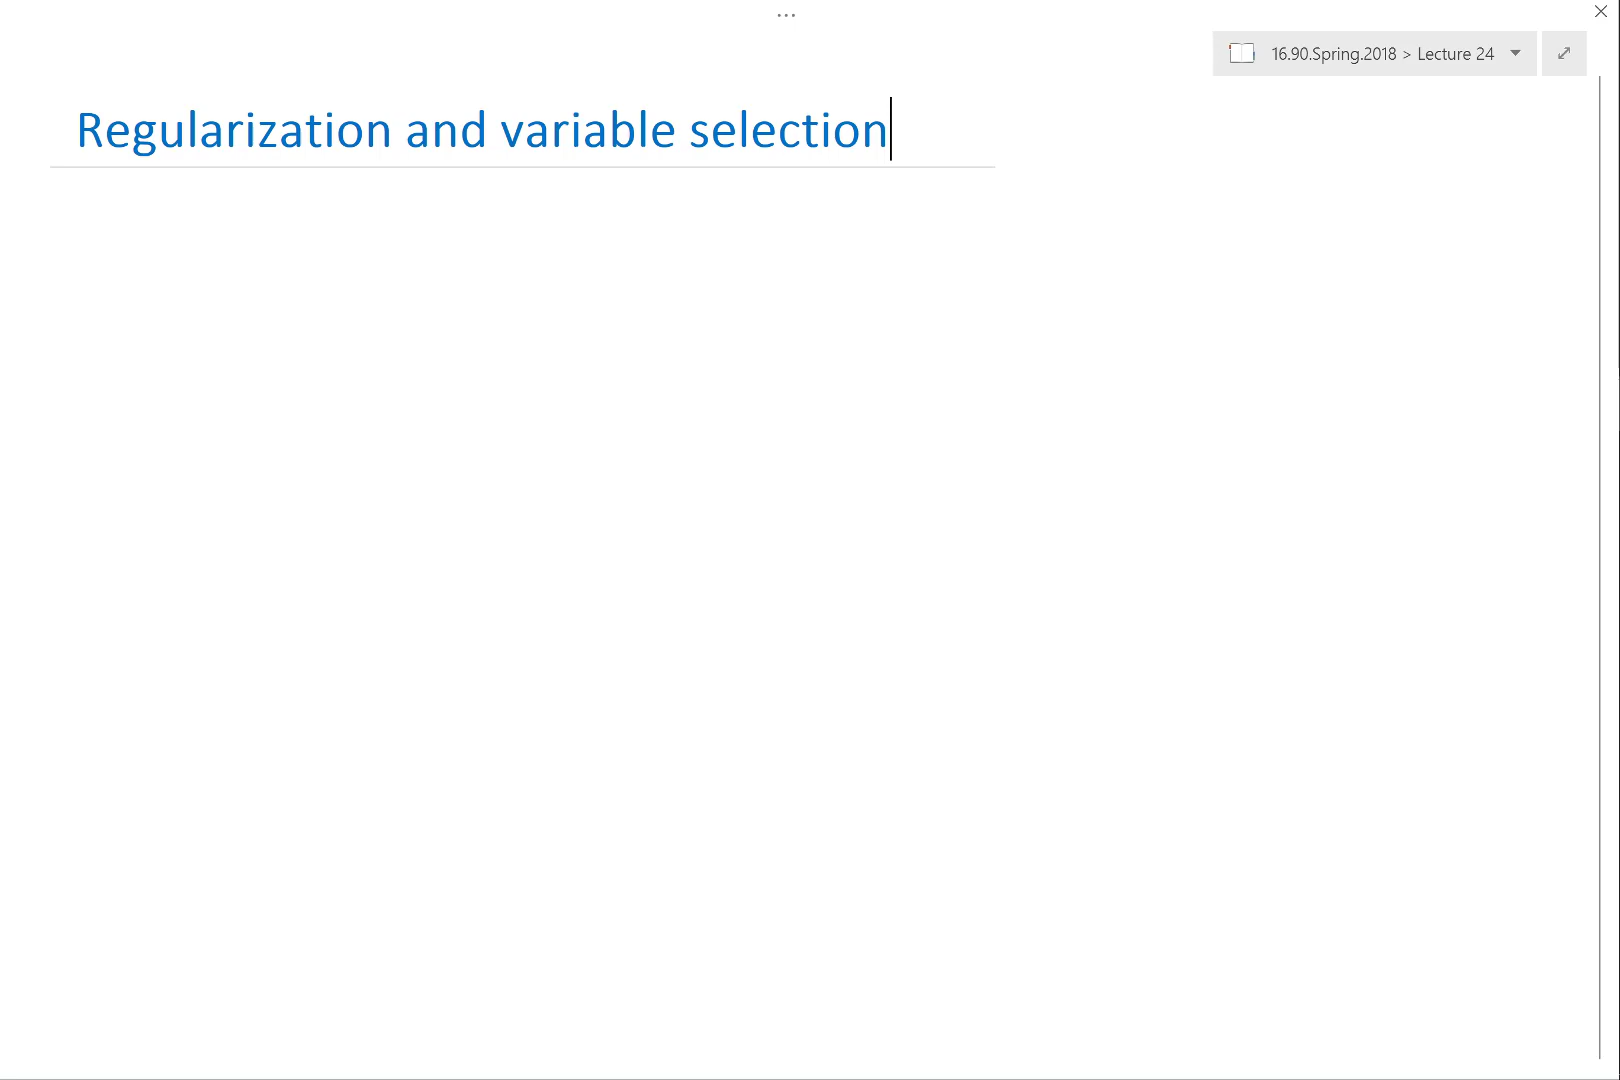 ...
16.90.Spring.2018 > Lecture 24
Regularization and variable selection